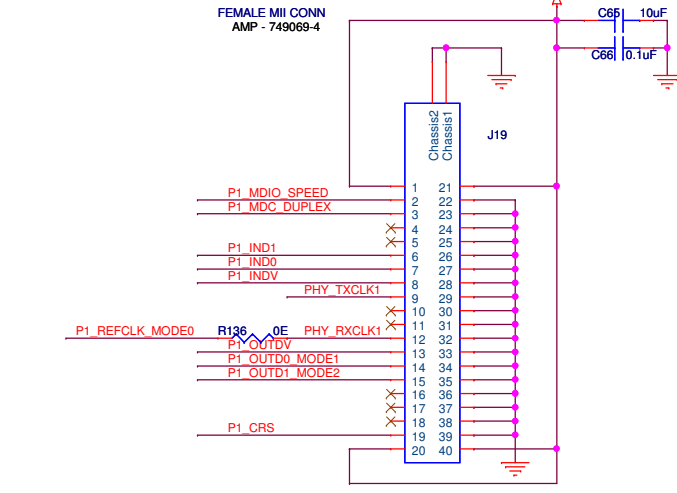 FEMALE MII CONN
AMP - 749069-4
C65 10uF
C66 0.1uF
Chassis2
Chassis1
J19
1 21
P1_MDIO_SPEED 2 22
P1_MDC_DUPLEX 3 23
4 24
5 25
P1_IND1 6 26
P1_IND0 7 27
P1_INDV 8 28
PHY_TXCLK1 9 29
10 30
11 31
P1_REFCLK_MODE0 R136 0E PHY_RXCLK1 12 32
P1_OUTDV 13 33
P1_OUTD0_MODE1 14 34
P1_OUTD1_MODE2 15 35
16 36
17 37
18 38
P1_CRS 19 39
20 40